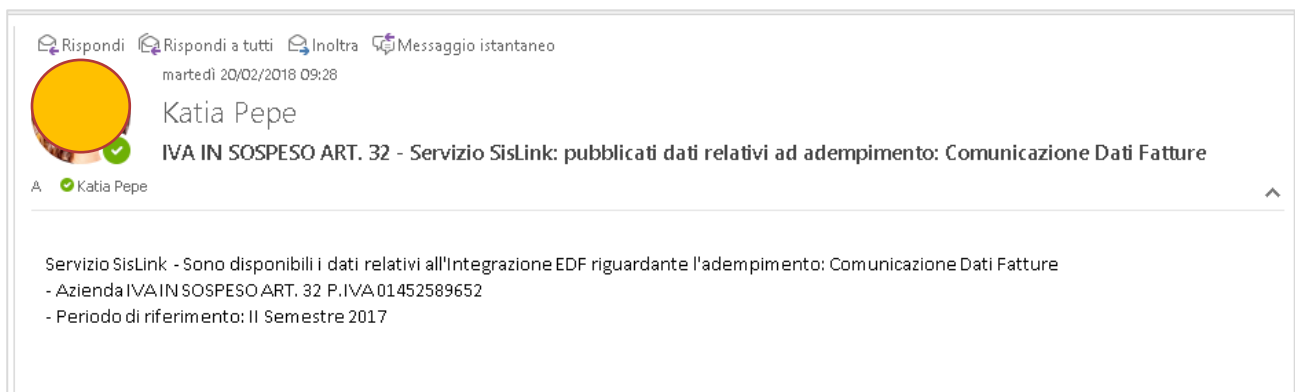 Rispondi Rispondi a tutti Inoltra Messaggio istantaneo
martedì 20/02/2018 09:28
Katia Pepe
IVA IN SOSPESO ART. 32 - Servizio SisLink: pubblicati dati relativi ad adempimento: Comunicazione Dati Fatture
A Katia Pepe
Servizio SisLink - Sono disponibili i dati relativi all'Integrazione EDF riguardante l'adempimento: Comunicazione Dati Fatture
- Azienda IVA IN SOSPESO ART. 32 P.IVA 01452589652
- Periodo di riferimento: II Semestre 2017